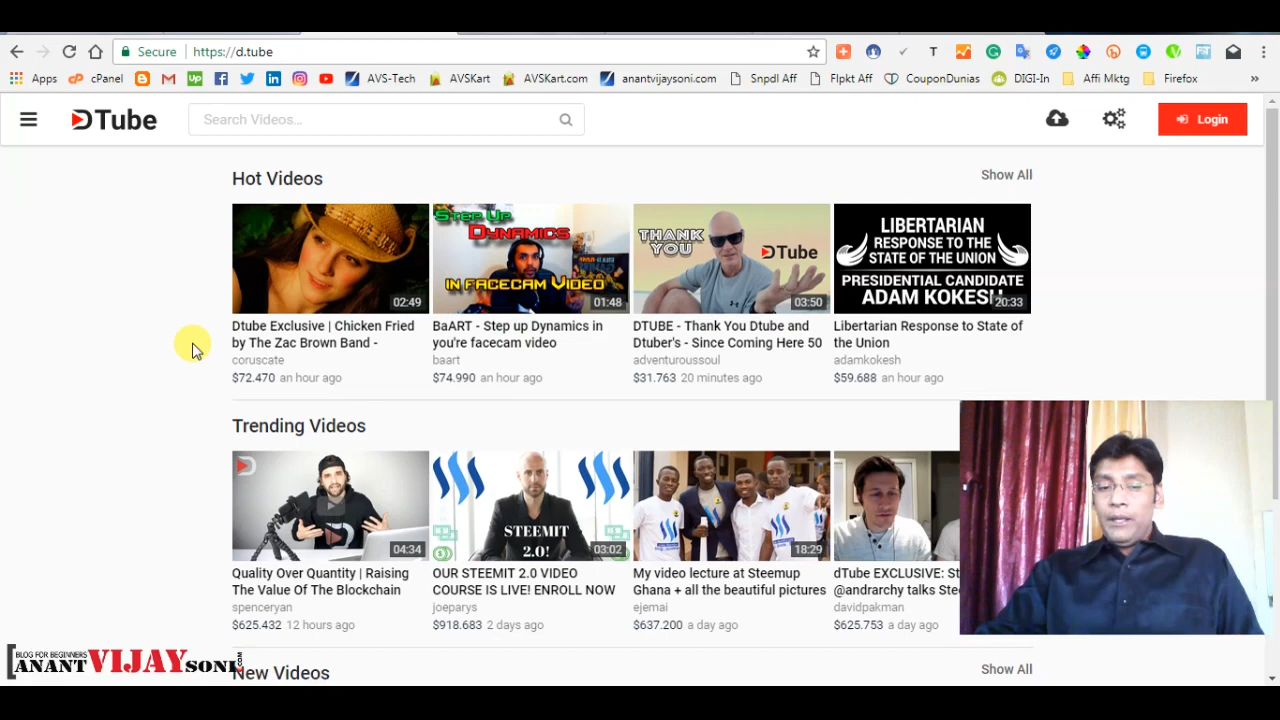 Secure https://d.tube
T
Apps cPanel Up AVS-Tech AVSKart AVSKart.com anantvijaysoni.com Snpdl Aff Flpkt Aff CouponDunias DIGI-In Affi Mktg Firefox »
DTube Search Videos... Login
Hot Videos Show All
STEP UP
DYNAMICS
IN FACECAM VIDEO
THANK
YOU
DTube
LIBERTARIAN
RESPONSE TO THE
STATE OF THE UNION
PRESIDENTIAL CANDIDATE
ADAM KOKESH
02:49 01:48 03:50 20:33
Dtube Exclusive | Chicken Fried
by The Zac Brown Band -
coruscate
$72.470 an hour ago
BaART - Step up Dynamics in
you're facecam video
baart
$74.990 an hour ago
DTUBE - Thank You Dtube and
Dtuber's - Since Coming Here 50
adventuroussoul
$31.763 20 minutes ago
Libertarian Response to State of
the Union
adamkokesh
$59.688 an hour ago
Trending Videos
STEEMIT
2.0!
04:34 03:02 18:29
Quality Over Quantity | Raising
The Value Of The Blockchain
spenceryan
$625.432 12 hours ago
OUR STEEMIT 2.0 VIDEO
COURSE IS LIVE! ENROLL NOW
joeparys
$918.683 2 days ago
My video lecture at Steemup
Ghana + all the beautiful pictures
ejemai
$637.200 a day ago
dTube EXCLUSIVE: St
@andrarchy talks Stee
davidpakman
$625.753 a day ago
New Videos Show All
BLOG FOR BEGINNERS
ANANTVIJAYSONI.COM